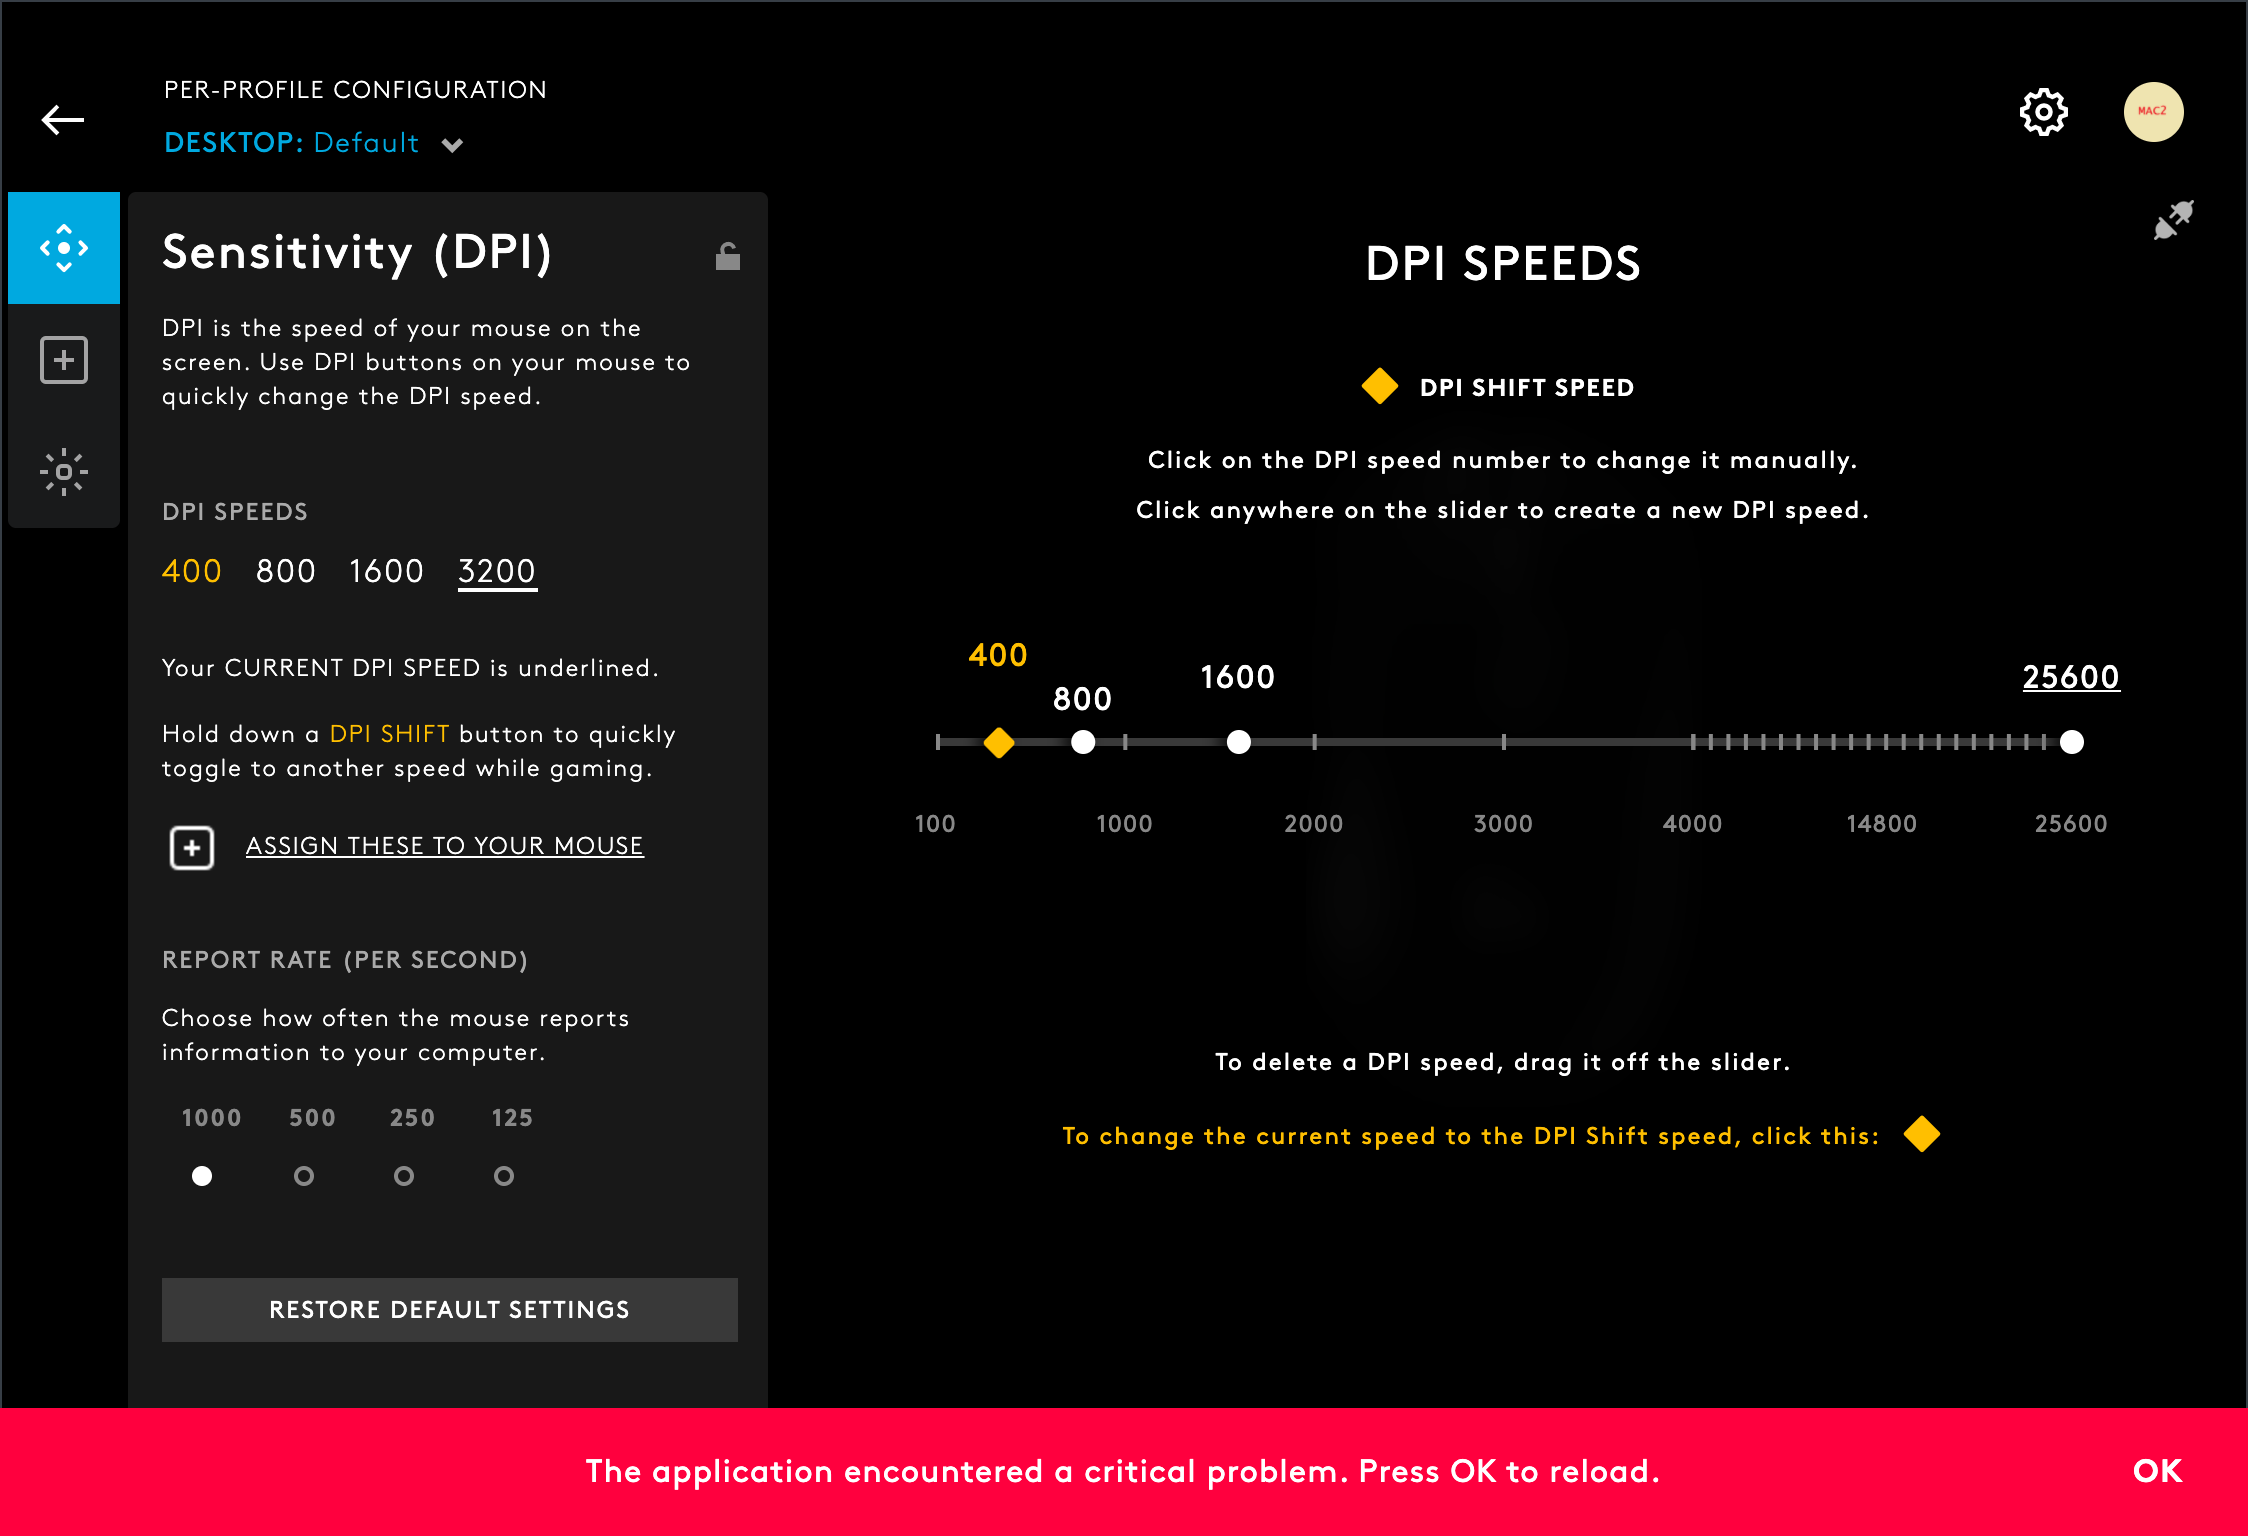 PER-PROFILE CONFIGURATION
DESKTOP: Default
MAC2
Sensitivity (DPI)
DPI is the speed of your mouse on the
screen. Use DPI buttons on your mouse to
quickly change the DPI speed.
DPI SPEEDS
400 800 1600 3200
Your CURRENT DPI SPEED is underlined.
Hold down a DPI SHIFT button to quickly
toggle to another speed while gaming.
ASSIGN THESE TO YOUR MOUSE
REPORT RATE (PER SECOND)
Choose how often the mouse reports
information to your computer.
1000 500 250 125
RESTORE DEFAULT SETTINGS
DPI SPEEDS
DPI SHIFT SPEED
Click on the DPI speed number to change it manually.
Click anywhere on the slider to create a new DPI speed.
400 800 1600 25600
100 1000 2000 3000 4000 14800 25600
To delete a DPI speed, drag it off the slider.
To change the current speed to the DPI Shift speed, click this:
The application encountered a critical problem. Press OK to reload.
OK